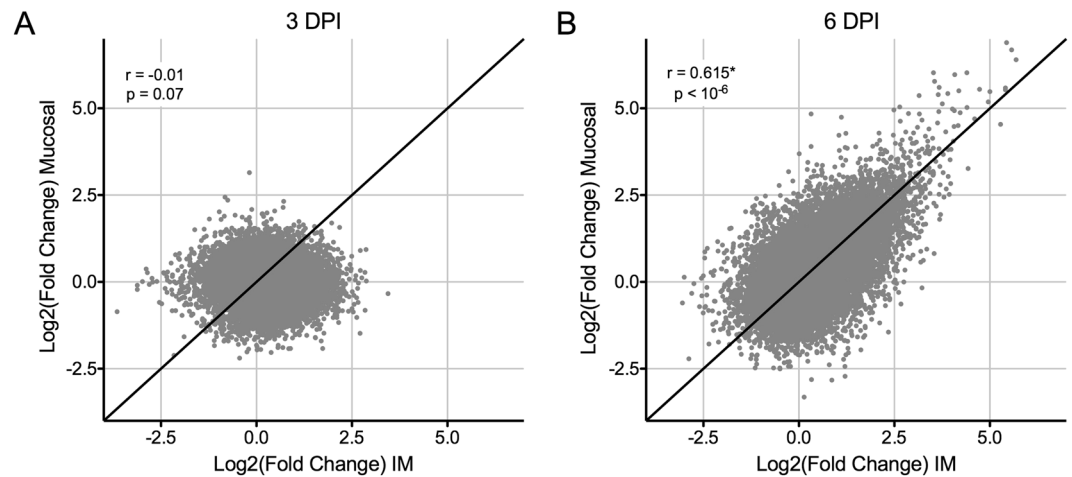 A
3 DPI
r = -0.01
p = 0.07
Log2(Fold Change) Mucosal
5.0
2.5
0.0
-2.5
-2.5 0.0 2.5 5.0
Log2(Fold Change) IM
B
6 DPI
r = 0.615*
p < 10-6
Log2(Fold Change) Mucosal
5.0
2.5
0.0
-2.5
-2.5 0.0 2.5 5.0
Log2(Fold Change) IM